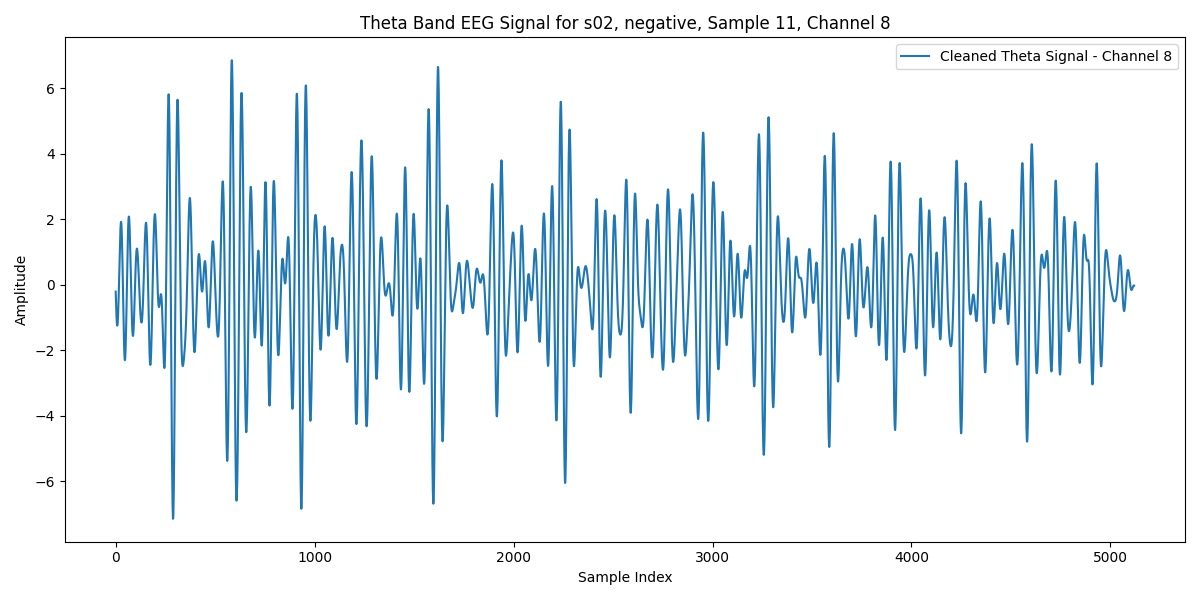 Theta Band EEG Signal for s02, negative, Sample 11, Channel 8
Cleaned Theta Signal - Channel 8
Amplitude
6
4
2
0
−2
−4
−6
0 1000 2000 3000 4000 5000
Sample Index